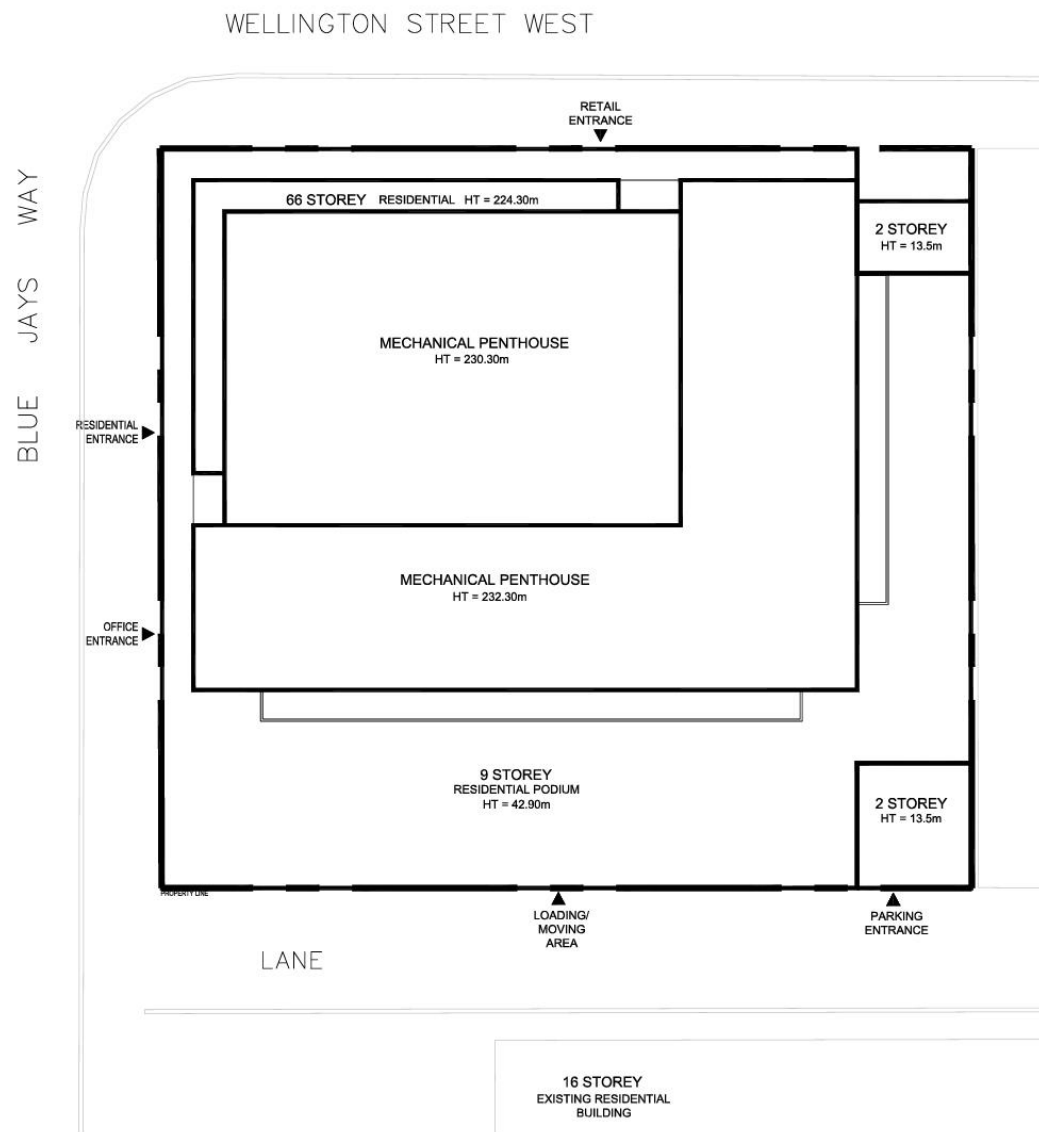 WELLINGTON STREET WEST
BLUE JAYS WAY
RETAIL
ENTRANCE
66 STOREY RESIDENTIAL HT = 224.30m
2 STOREY
HT = 13.5m
MECHANICAL PENTHOUSE
HT = 230.30m
RESIDENTIAL
ENTRANCE
MECHANICAL PENTHOUSE
HT = 232.30m
OFFICE
ENTRANCE
9 STOREY
RESIDENTIAL PODIUM
HT = 42.90m
2 STOREY
HT = 13.5m
PROPERTY LINE
LOADING/
MOVING
AREA
PARKING
ENTRANCE
LANE
16 STOREY
EXISTING RESIDENTIAL
BUILDING